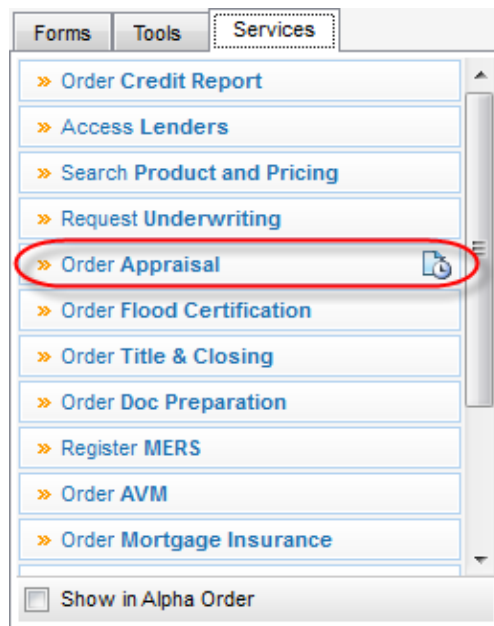 Forms Tools Services
» Order Credit Report
» Access Lenders
» Search Product and Pricing
» Request Underwriting
» Order Appraisal
» Order Flood Certification
» Order Title & Closing
» Order Doc Preparation
» Register MERS
» Order AVM
» Order Mortgage Insurance
Show in Alpha Order